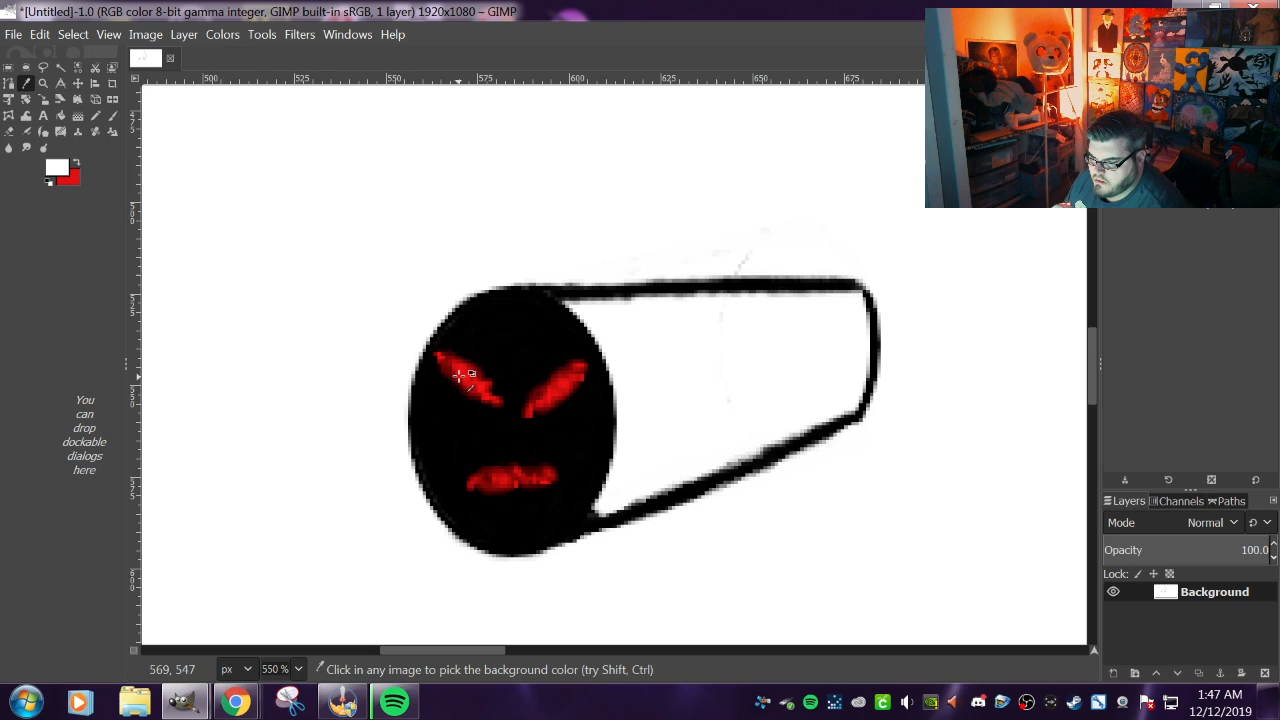 *[Untitled]-1.0 (RGB color 8-bit gamma integer, GIMP built-in sRGB, 1 layer) 1920x1080 – GIMP
File Edit Select View Image Layer Colors Tools Filters Windows Help
500 525 550 575 600 625 650 675
525
550
600
You
can
drop
dockable
dialogs
here
Layers Channels Paths
Mode Normal
Opacity 100.0
Lock:
Background
569, 547 px 550 % Click in any image to pick the background color (try Shift, Ctrl)
1:47 AM
12/12/2019